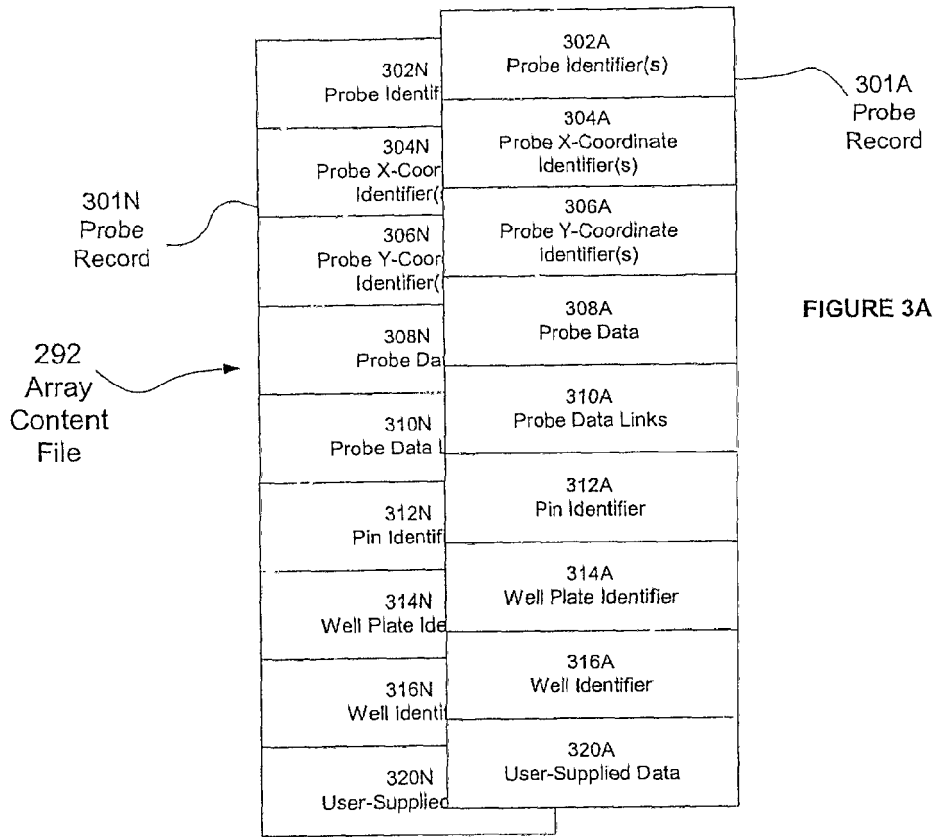 302A
Probe Identifier(s)
304A
Probe X-Coordinate
Identifier(s)
306A
Probe Y-Coordinate
Identifier(s)
308A
Probe Data
310A
Probe Data Links
312A
Pin Identifier
314A
Well Plate Identifier
316A
Well Identifier
320A
User-Supplied Data
301A
Probe
Record
302N
Probe Identif
304N
Probe X-Coor
Identifier(
306N
Probe Y-Coor
Identifier(
308N
Probe Da
310N
Probe Data L
312N
Pin Identifi
314N
Well Plate Ide
316N
Well Identif
320N
User-Supplied
301N
Probe
Record
292
Array
Content
File
FIGURE 3A